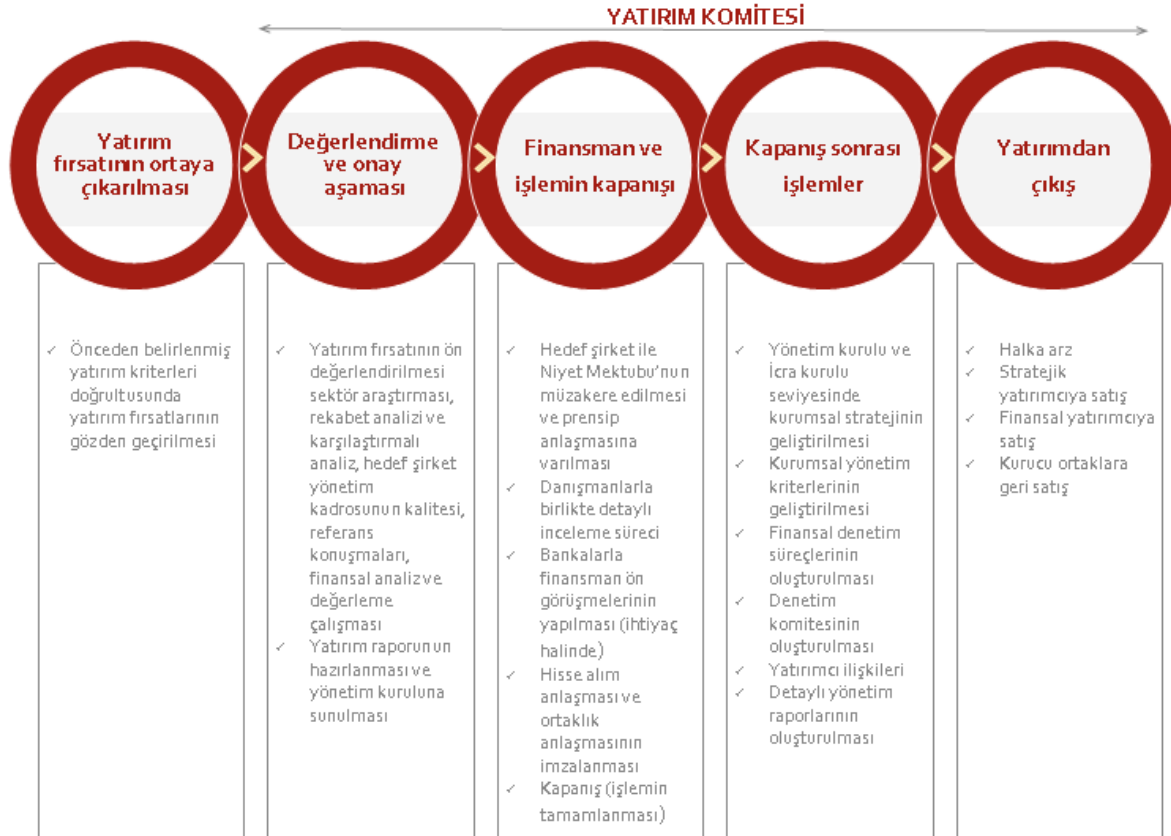 YATIRIM KOMİTESİ
Yatırım
fırsatının ortaya
çıkarılması
Değerlendirme
ve onay
aşaması
Finansman ve
işlemin kapanışı
Kapanış sonrası
işlemler
Yatırımdan
çıkış
✓ Önceden belirlenmiş
yatırım kriterleri
doğrultusunda
yatırım fırsatlarının
gözden geçirilmesi
✓ Yatırım fırsatının ön
değerlendirilmesi
sektör araştırması,
rekabet analizi ve
karşılaştırmalı
analiz, hedef şirket
yönetim
kadrosunun kalitesi,
referans
konuşmaları,
finansal analiz ve
değerleme
çalışması
✓ Yatırım raporunun
hazırlanması ve
yönetim kuruluna
sunulması
✓ Hedef şirket ile
Niyet Mektubu'nun
müzakere edilmesi
ve prensip
anlaşmasına
varılması
✓ Danışmanlarla
birlikte detaylı
inceleme süreci
✓ Bankalarla
finansman ön
görüşmelerinin
yapılması (ihtiyaç
halinde)
✓ Hisse alım
anlaşması ve
ortaklık
anlaşmasının
imzalanması
✓ Kapanış (işlemin
tamamlanması)
✓ Yönetim kurulu ve
İcra kurulu
seviyesinde
kurumsal stratejinin
geliştirilmesi
✓ Kurumsal yönetim
kriterlerinin
geliştirilmesi
✓ Finansal denetim
süreçlerinin
oluşturulması
✓ Denetim
komitesinin
oluşturulması
✓ Yatırımcı ilişkileri
✓ Detaylı yönetim
raporlarının
oluşturulması
✓ Halka arz
✓ Stratejik
yatırımcıya satış
✓ Finansal yatırımcıya
satış
✓ Kurucu ortaklara
geri satış